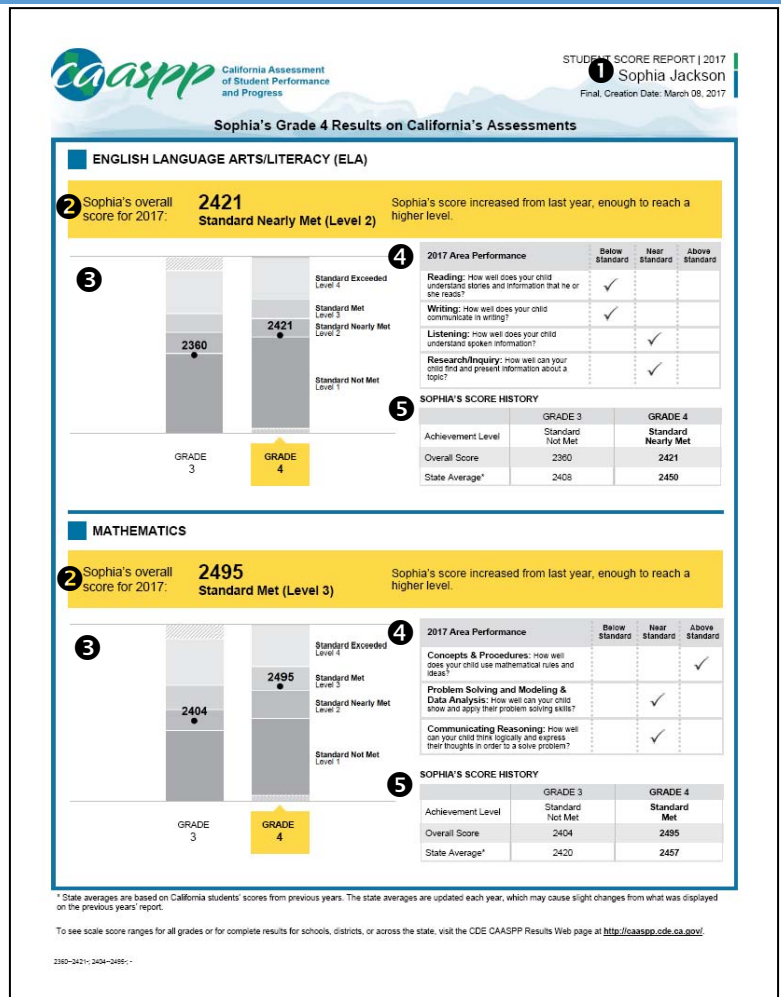 caaspp
California Assessment
of Student Performance
and Progress
STUDENT SCORE REPORT | 2017
1
Sophia Jackson
Final, Creation Date: March 08, 2017
Sophia's Grade 4 Results on California's Assessments
ENGLISH LANGUAGE ARTS/LITERACY (ELA)
2
Sophia's overall
score for 2017:
2421
Standard Nearly Met (Level 2)
Sophia's score increased from last year, enough to reach a
higher level.
3
2360
2421
Standard Exceeded
Level 4
Standard Met
Level 3
Standard Nearly Met
Level 2
Standard Not Met
Level 1
GRADE
3
GRADE
4
4
2017 Area Performance
Below
Standard
Near
Standard
Above
Standard
Reading: How well does your child
understand stories and information that he or
she reads?
Writing: How well does your child
communicate in writing?
Listening: How well does your child
understand spoken information?
Research/Inquiry: How well can your
child find and present information about a
topic?
5
SOPHIA'S SCORE HISTORY
GRADE 3 GRADE 4
Achievement Level
Standard
Not Met
Standard
Nearly Met
Overall Score 2360 2421
State Average* 2408 2450
MATHEMATICS
2
Sophia's overall
score for 2017:
2495
Standard Met (Level 3)
Sophia's score increased from last year, enough to reach a
higher level.
3
2404
2495
Standard Exceeded
Level 4
Standard Met
Level 3
Standard Nearly Met
Level 2
Standard Not Met
Level 1
GRADE
3
GRADE
4
4
2017 Area Performance
Below
Standard
Near
Standard
Above
Standard
Concepts & Procedures: How well
does your child use mathematical rules and
ideas?
Problem Solving and Modeling &
Data Analysis: How well can your child
show and apply their problem solving skills?
Communicating Reasoning: How well
can your child think logically and express
their thoughts in order to a solve problem?
5
SOPHIA'S SCORE HISTORY
GRADE 3 GRADE 4
Achievement Level
Standard
Not Met
Standard
Met
Overall Score 2404 2495
State Average* 2420 2457
* State averages are based on California students' scores from previous years. The state averages are updated each year, which may cause slight changes from what was displayed
on the previous years' report.
To see scale score ranges for all grades or for complete results for schools, districts, or across the state, visit the CDE CAASPP Results Web page at http://caaspp.cde.ca.gov/.
2360–2421-; 2404–2495-; -